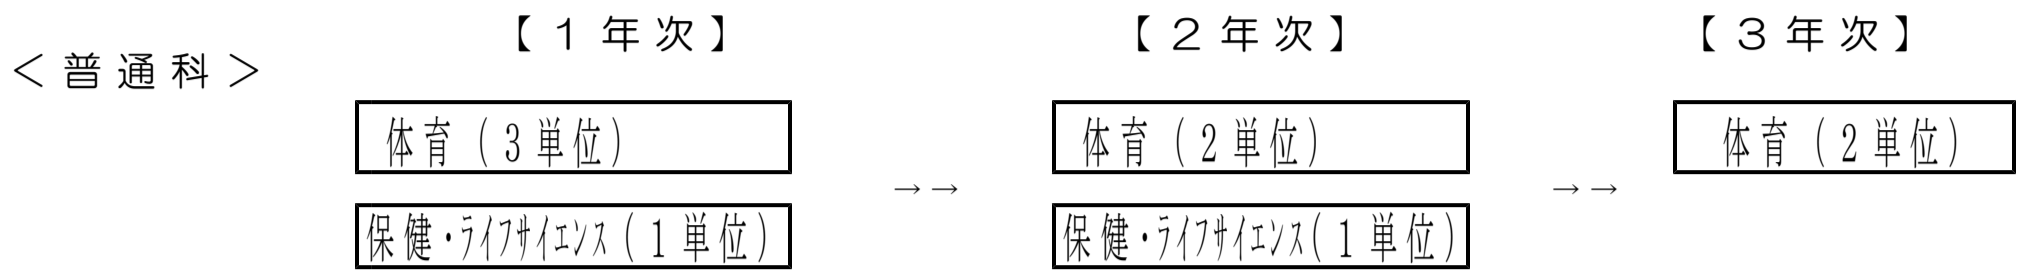 【１年次】 【２年次】 【３年次】
＜普通科＞
体育（3単位） 体育（2単位） 体育（2単位）
→→ →→
保健・ライフサイエンス（1単位） 保健・ライフサイエンス（1単位）